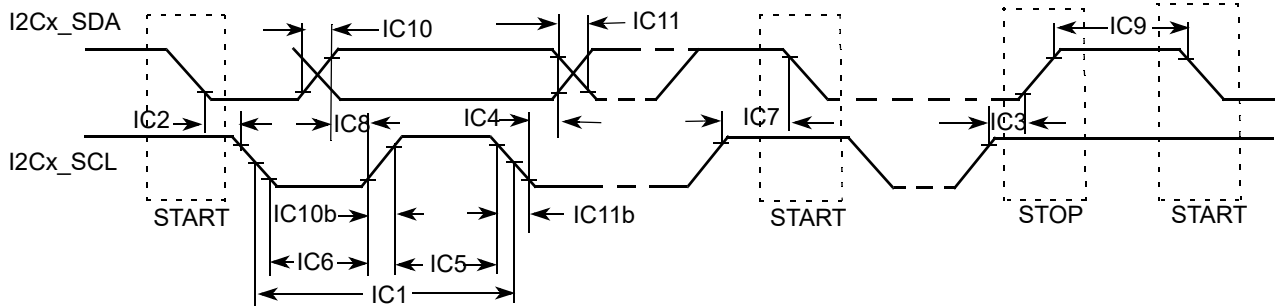 I2Cx_SDA
IC10
IC11
IC9
IC2
IC8
IC4
IC7
IC3
I2Cx_SCL
START
IC10b
IC11b
START
STOP
START
IC6
IC5
IC1